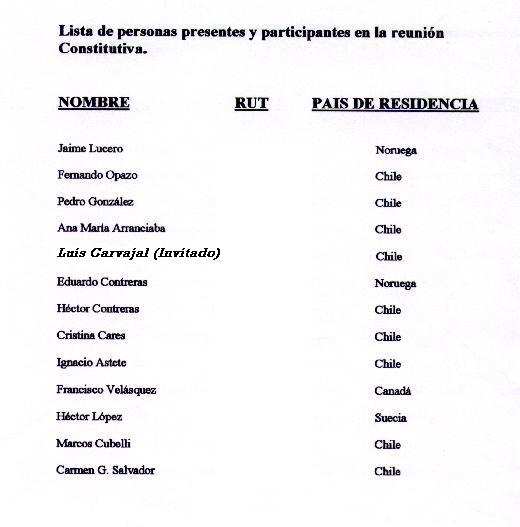 Lista de personas presentes y participantes en la reunión
Constitutiva.
NOMBRE RUT PAIS DE RESIDENCIA
Jaime Lucero Noruega
Fernando Opazo Chile
Pedro González Chile
Ana María Arranciaba Chile
Luis Carvajal (Invitado) Chile
Eduardo Contreras Noruega
Héctor Contreras Chile
Cristina Cares Chile
Ignacio Astete Chile
Francisco Velásquez Canadá
Héctor López Suecia
Marcos Cubelli Chile
Carmen G. Salvador Chile